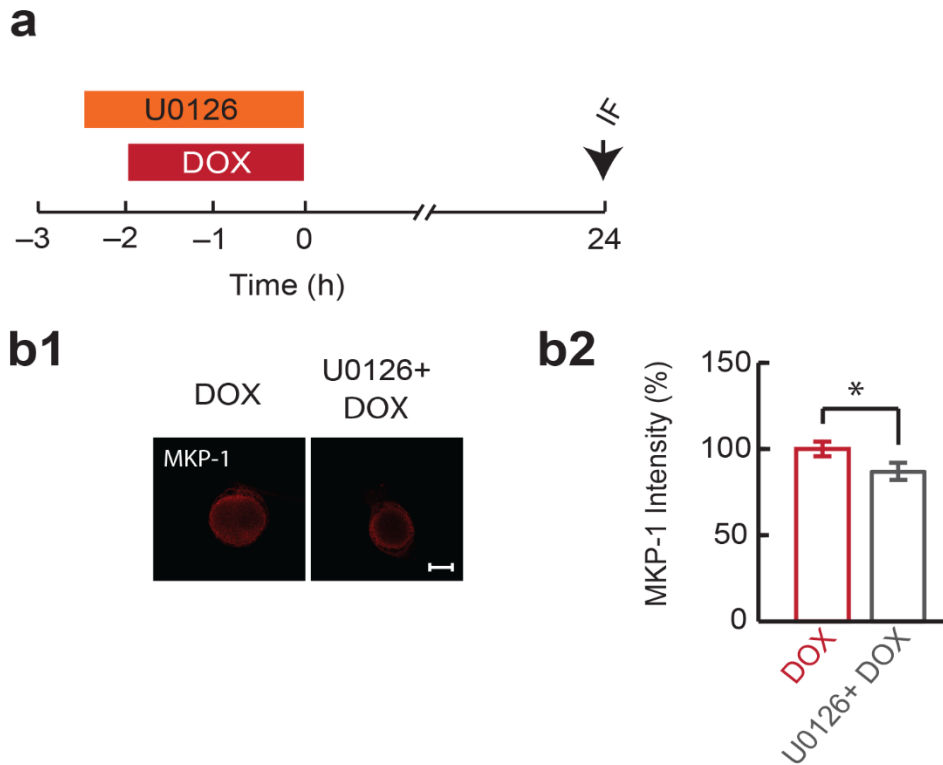 a
U0126
DOX
IF
–3
–2
–1
0
24
Time (h)
b1
DOX
U0126+
DOX
MKP-1
b2
MKP-1 Intensity (%)
150
100
50
0
*
DOX
U0126+ DOX